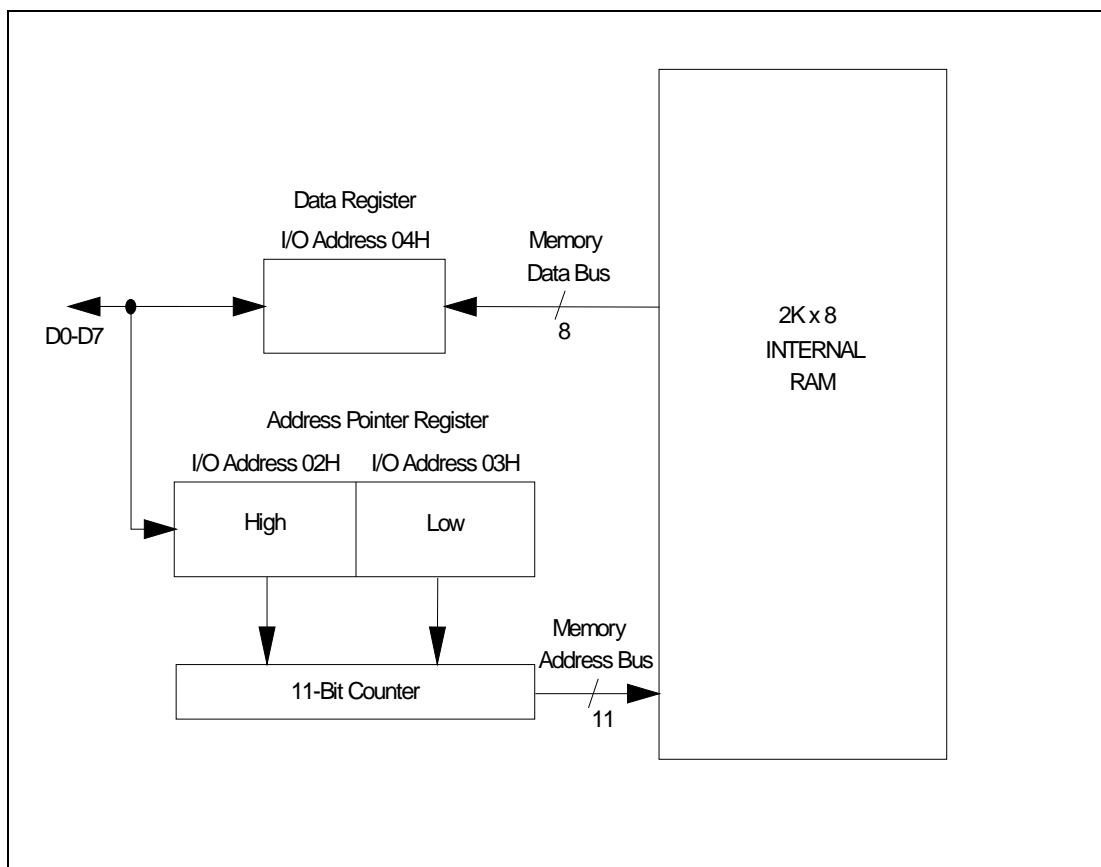 Data Register
I/O Address 04H
Memory
Data Bus
8
D0-D7
2K x 8
INTERNAL
RAM
Address Pointer Register
I/O Address 02H
I/O Address 03H
High
Low
Memory
Address Bus
11
11-Bit Counter